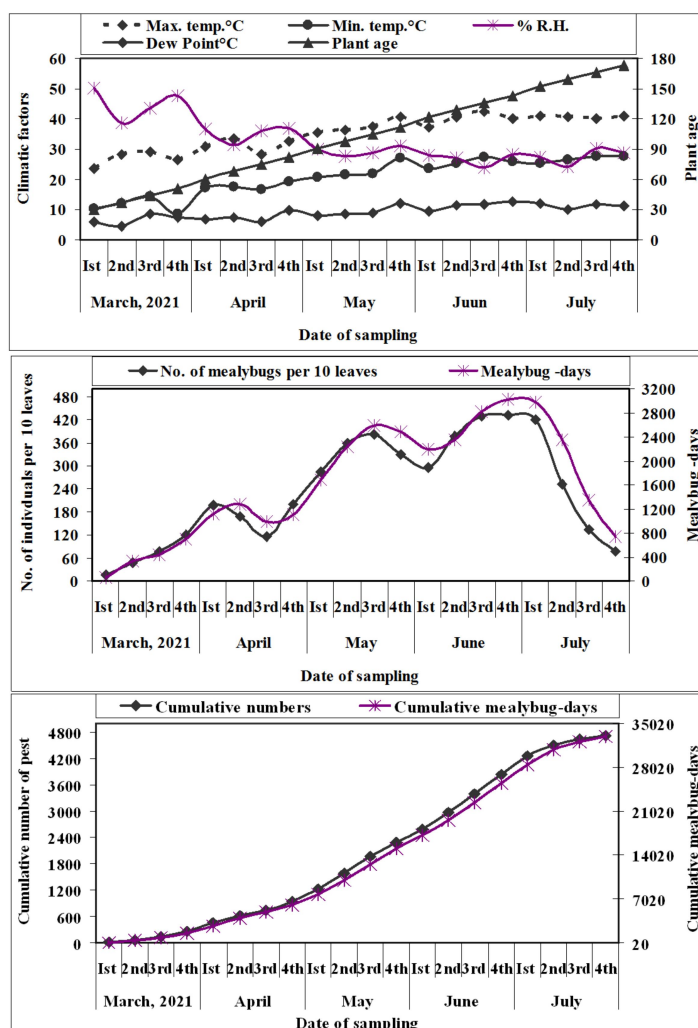 Max. temp.°C Min. temp.°C % R.H.
Dew Point°C Plant age
Climatic factors
60
50
40
30
20
10
0
180
150
120
90
60
30
0
Plant age
Ist 2nd 3rd 4th Ist 2nd 3rd 4th Ist 2nd 3rd 4th Ist 2nd 3rd 4th Ist 2nd 3rd 4th
March, 2021 April May Juun July
Date of sampling
No. of mealybugs per 10 leaves Mealybug -days
No. of indivduals per 10 leaves
480
420
360
300
240
180
120
60
0
3200
2800
2400
2000
1600
1200
800
400
0
Mealybug -days
Ist 2nd 3rd 4th Ist 2nd 3rd 4th Ist 2nd 3rd 4th Ist 2nd 3rd 4th Ist 2nd 3rd 4th
March, 2021 April May June July
Date of sampling
Cumulative numbers Cumulative mealybug-days
Cumulative number of pest
4800
4200
3600
3000
2400
1800
1200
600
0
35020
28020
21020
14020
7020
20
Cumulative mealybug-days
Ist 2nd 3rd 4th Ist 2nd 3rd 4th Ist 2nd 3rd 4th Ist 2nd 3rd 4th Ist 2nd 3rd 4th
March, 2021 April May June July
Date of sampling